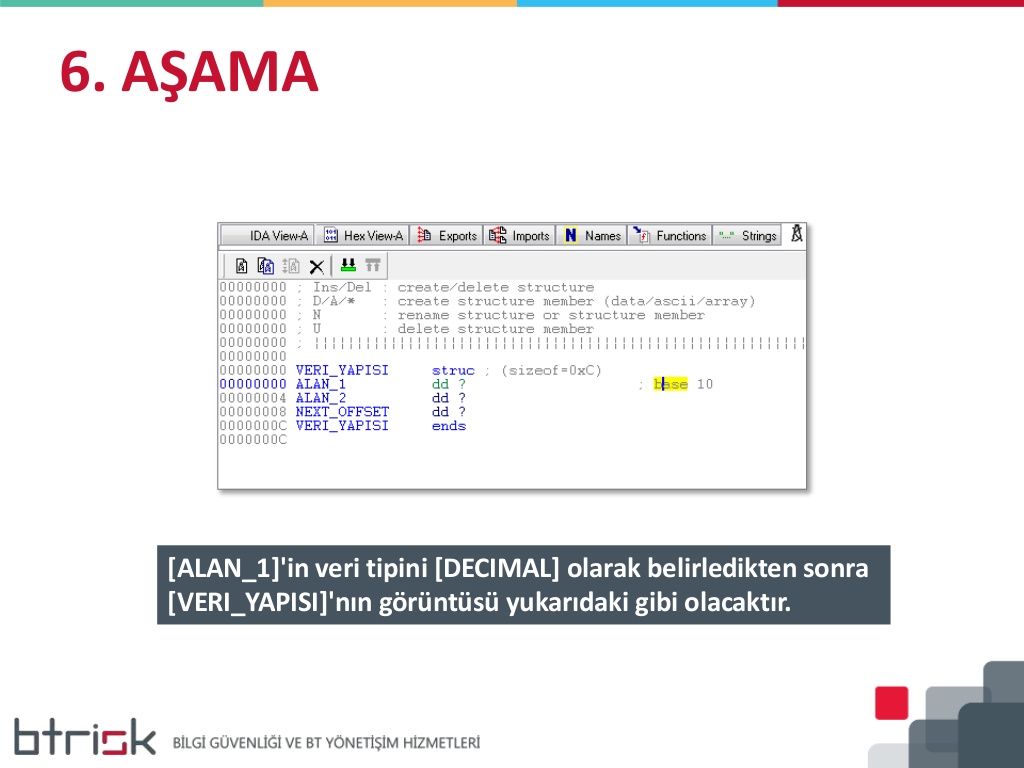 6. AŞAMA
IDA View-A Hex View-A Exports Imports N Names Functions Strings
00000000 ; Ins/Del : create/delete structure
00000000 ; D/A/* : create structure member (data/ascii/array)
00000000 ; N : rename structure or structure member
00000000 ; U : delete structure member
00000000 ; ¦¦¦¦¦¦¦¦¦¦¦¦¦¦¦¦¦¦¦¦¦¦¦¦¦¦¦¦¦¦¦¦¦¦¦¦¦¦¦¦¦¦¦¦¦¦¦¦¦¦¦¦¦¦¦¦¦
00000000
00000000 VERI_YAPISI struc ; (sizeof=0xC)
00000000 ALAN_1 dd ? ; base 10
00000004 ALAN_2 dd ?
00000008 NEXT_OFFSET dd ?
0000000C VERI_YAPISI ends
0000000C
[ALAN_1]'in veri tipini [DECIMAL] olarak belirledikten sonra
[VERI_YAPISI]'nın görüntüsü yukarıdaki gibi olacaktır.
btrisk BİLGİ GÜVENLİĞİ VE BT YÖNETİŞİM HİZMETLERİ